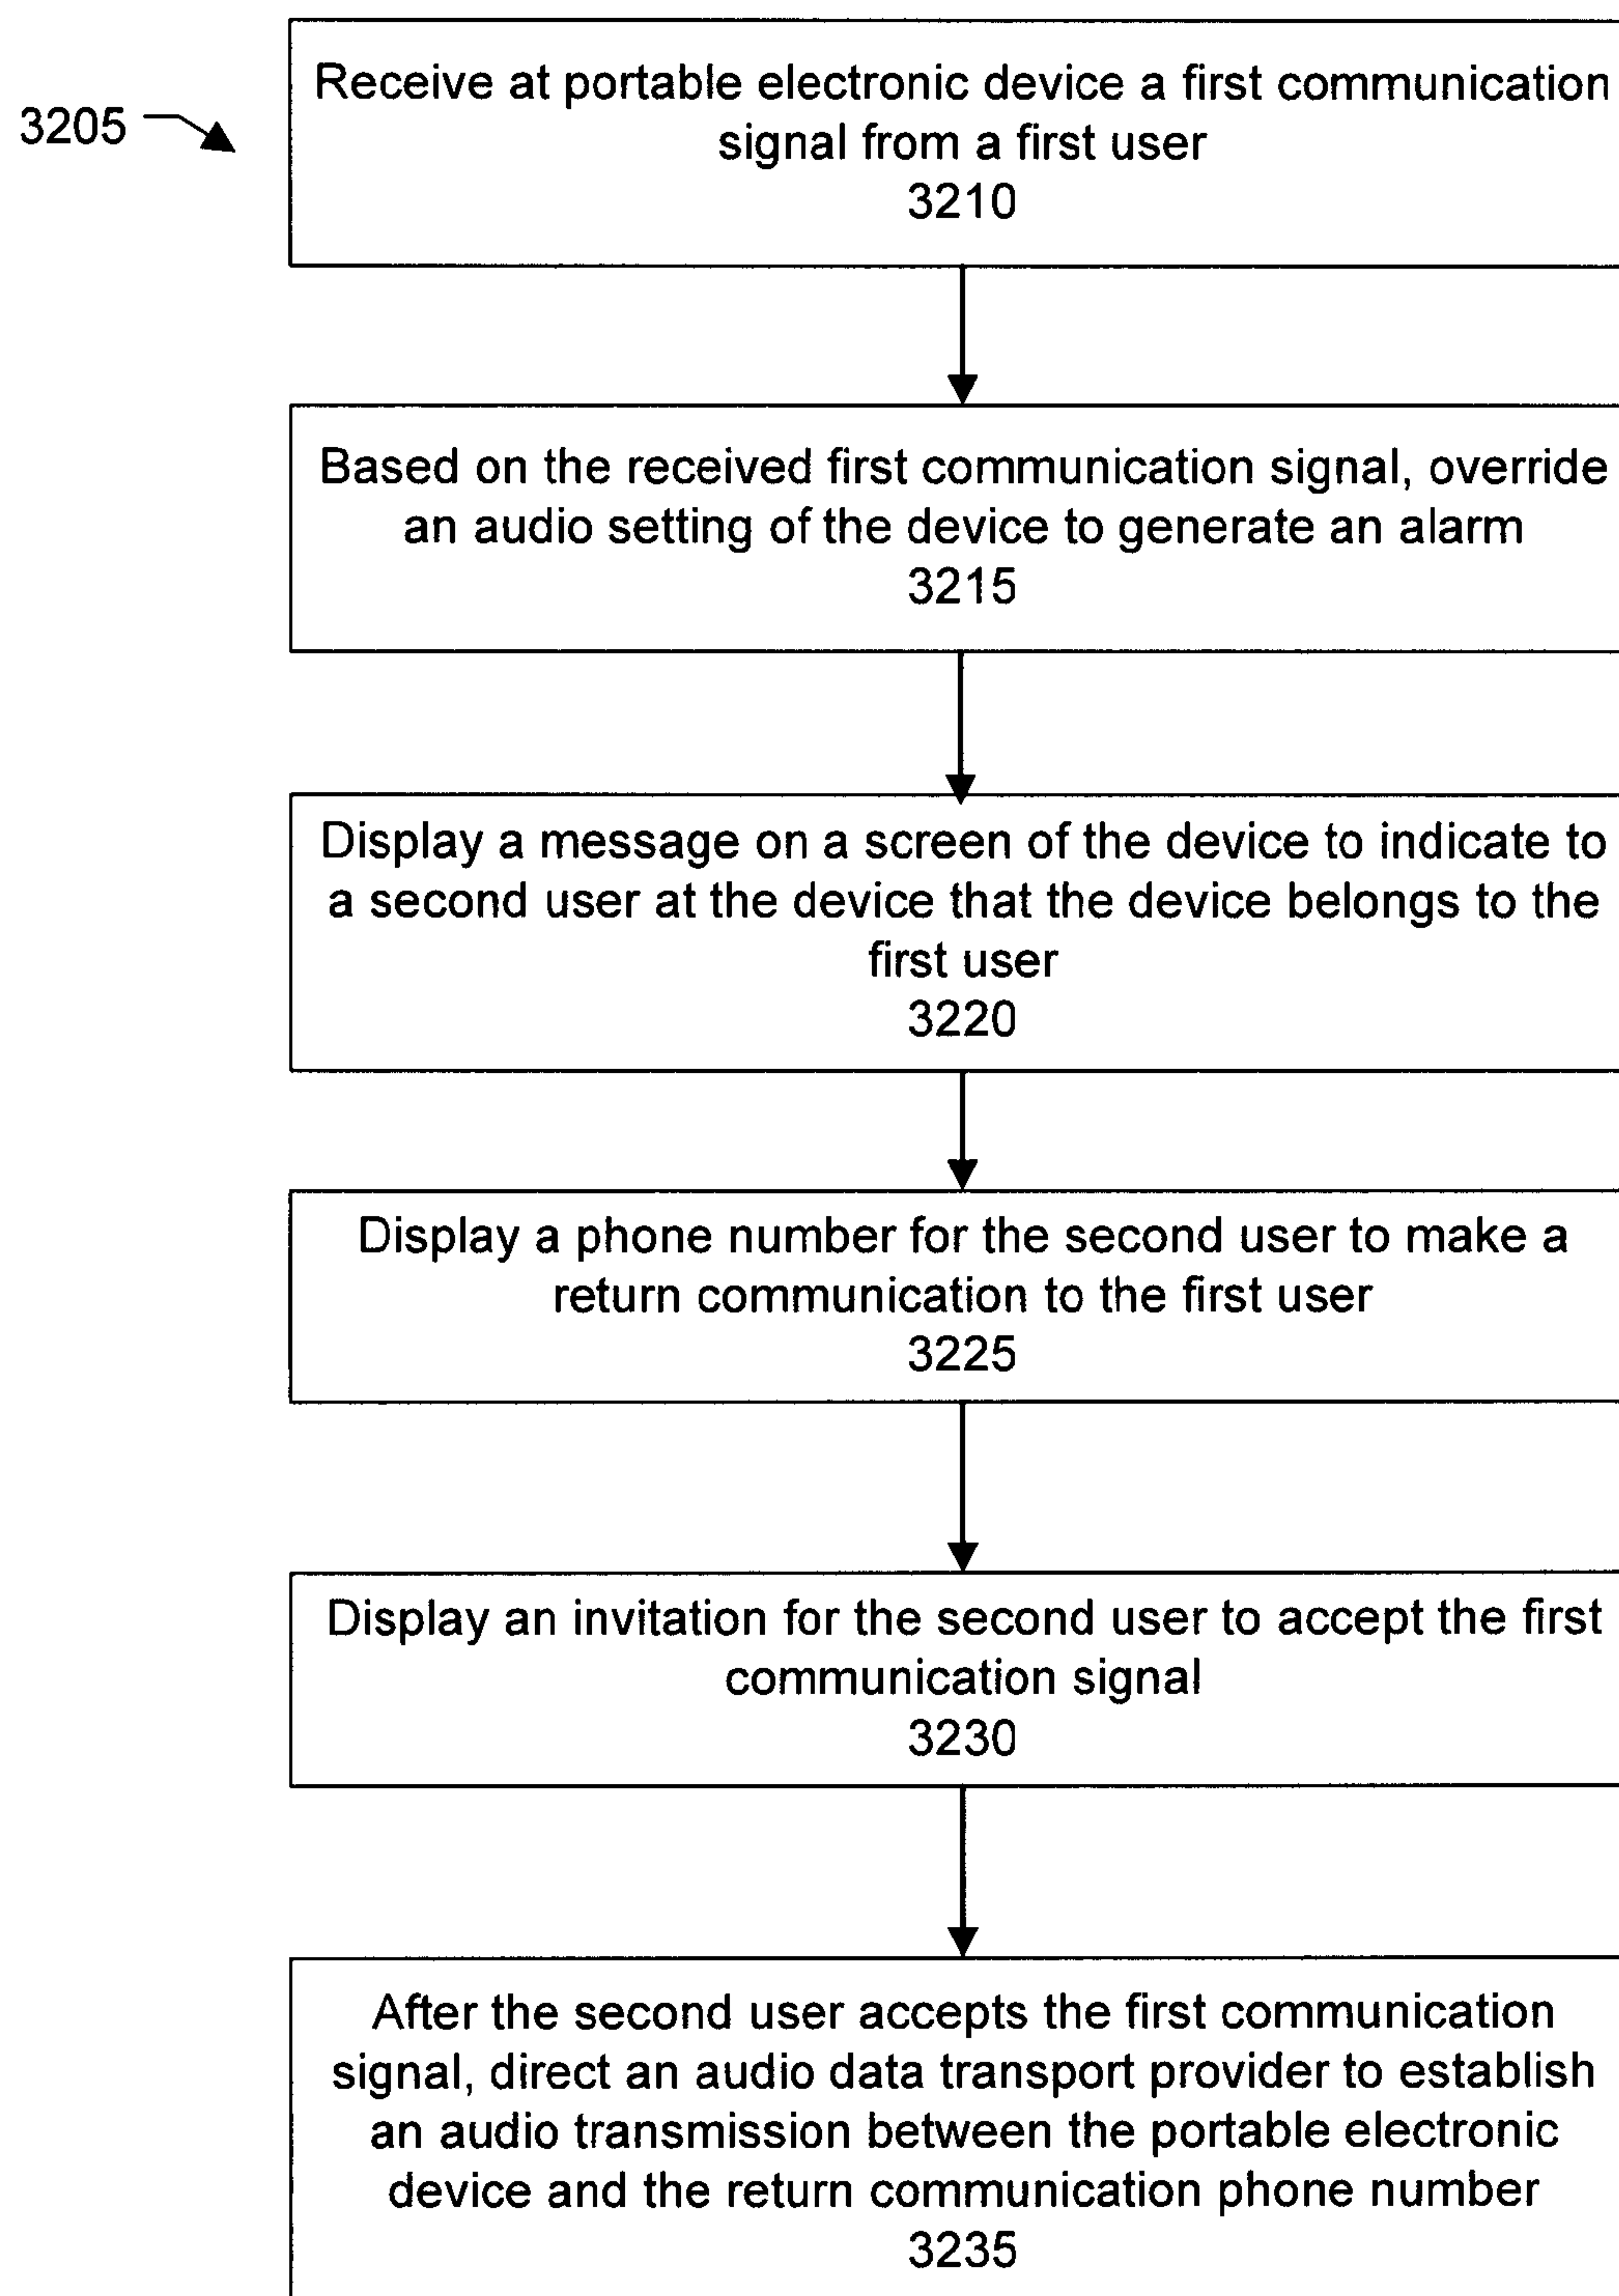 3205
Receive at portable electronic device a first communication
signal from a first user
3210
Based on the received first communication signal, override
an audio setting of the device to generate an alarm
3215
Display a message on a screen of the device to indicate to
a second user at the device that the device belongs to the
first user
3220
Display a phone number for the second user to make a
return communication to the first user
3225
Display an invitation for the second user to accept the first
communication signal
3230
After the second user accepts the first communication
signal, direct an audio data transport provider to establish
an audio transmission between the portable electronic
device and the return communication phone number
3235